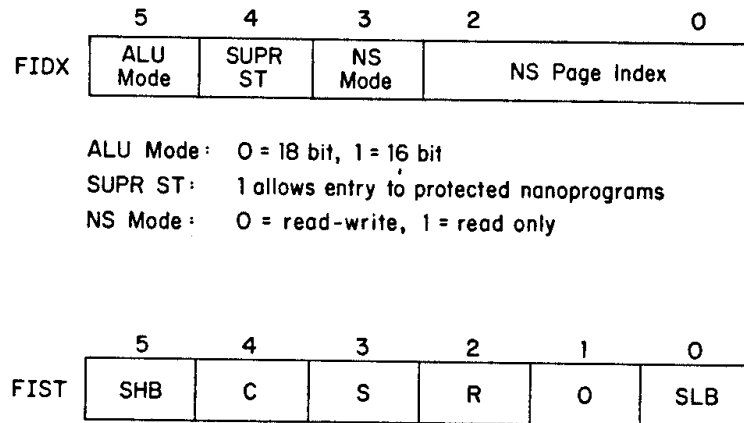 5 4 3 2 0
FIDX ALU Mode SUPR ST NS Mode NS Page Index
ALU Mode: 0 = 18 bit, 1 = 16 bit
SUPR ST: 1 allows entry to protected nanoprograms
NS Mode: 0 = read-write, 1 = read only
5 4 3 2 1 0
FIST SHB C S R O SLB